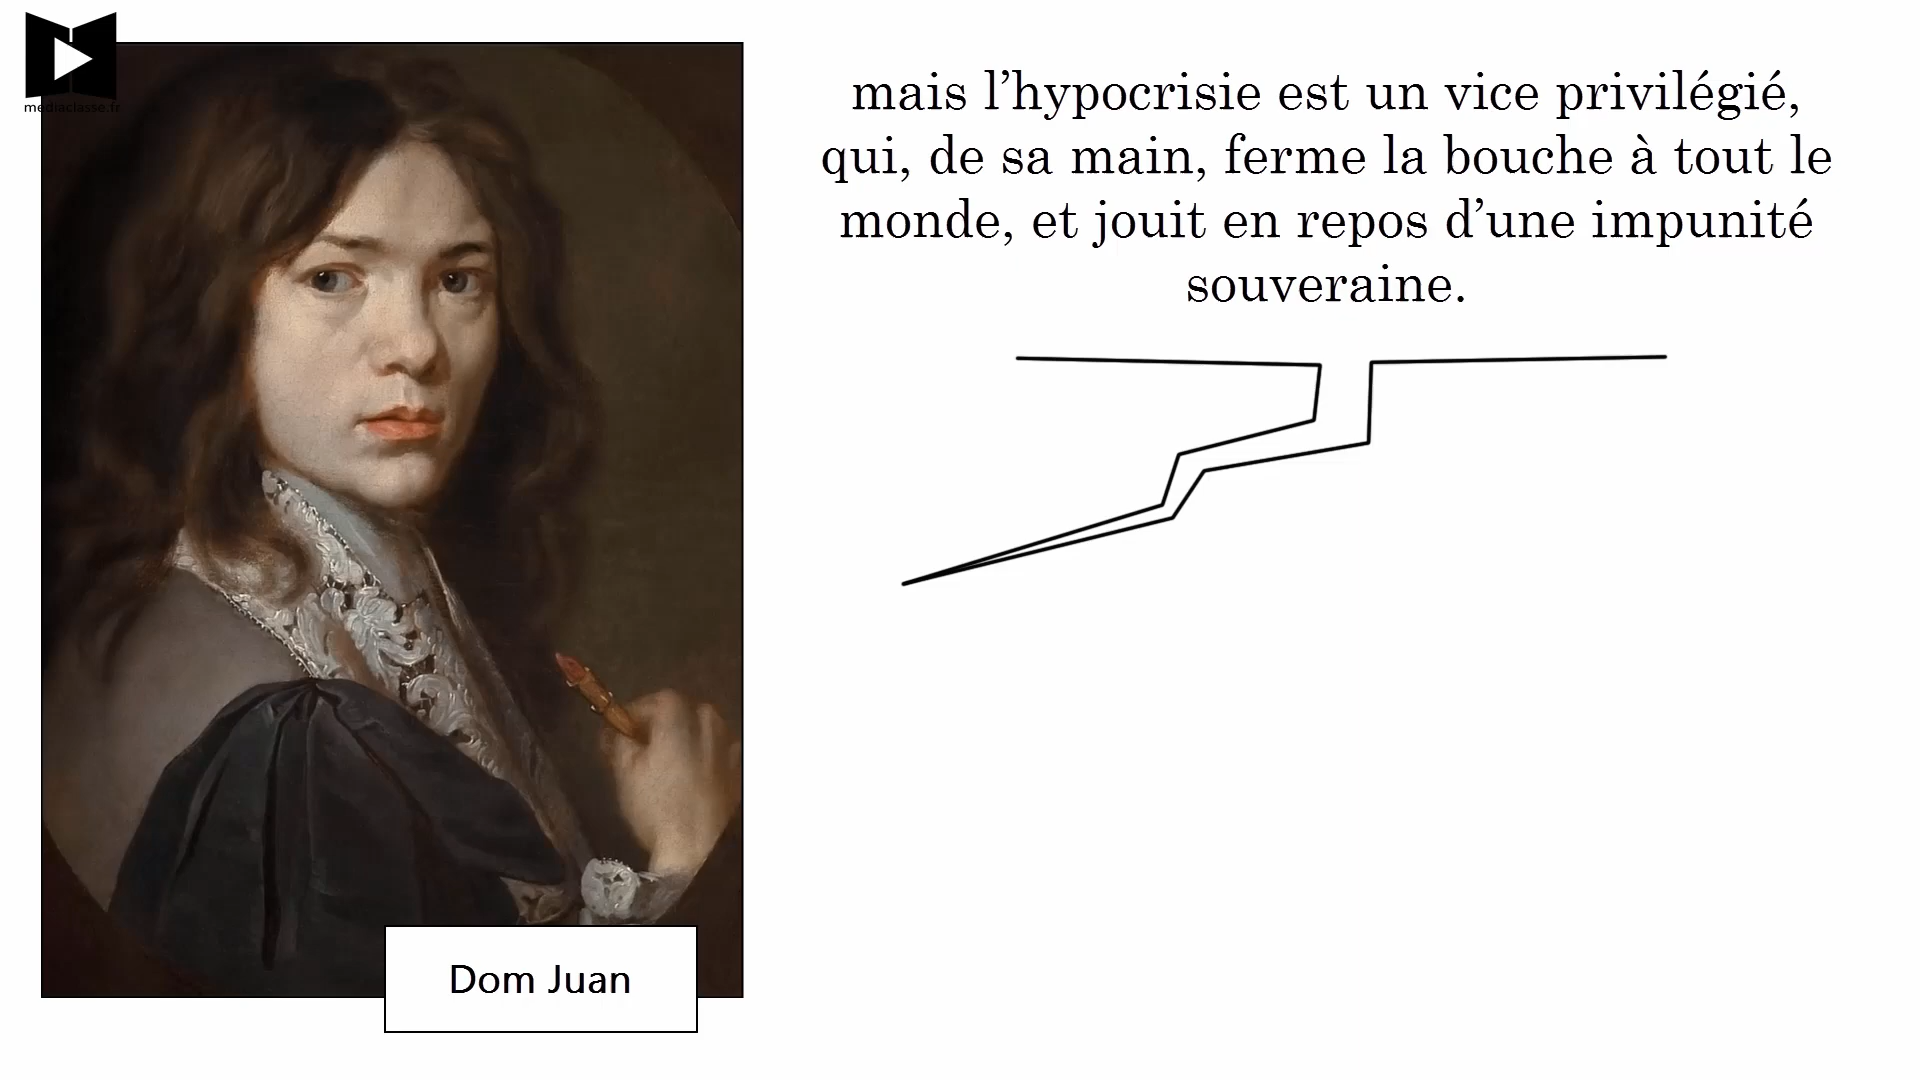 mediaclasse.fr
mais l’hypocrisie est un vice privilégié,
qui, de sa main, ferme la bouche à tout le
monde, et jouit en repos d’une impunité
souveraine.
Dom Juan